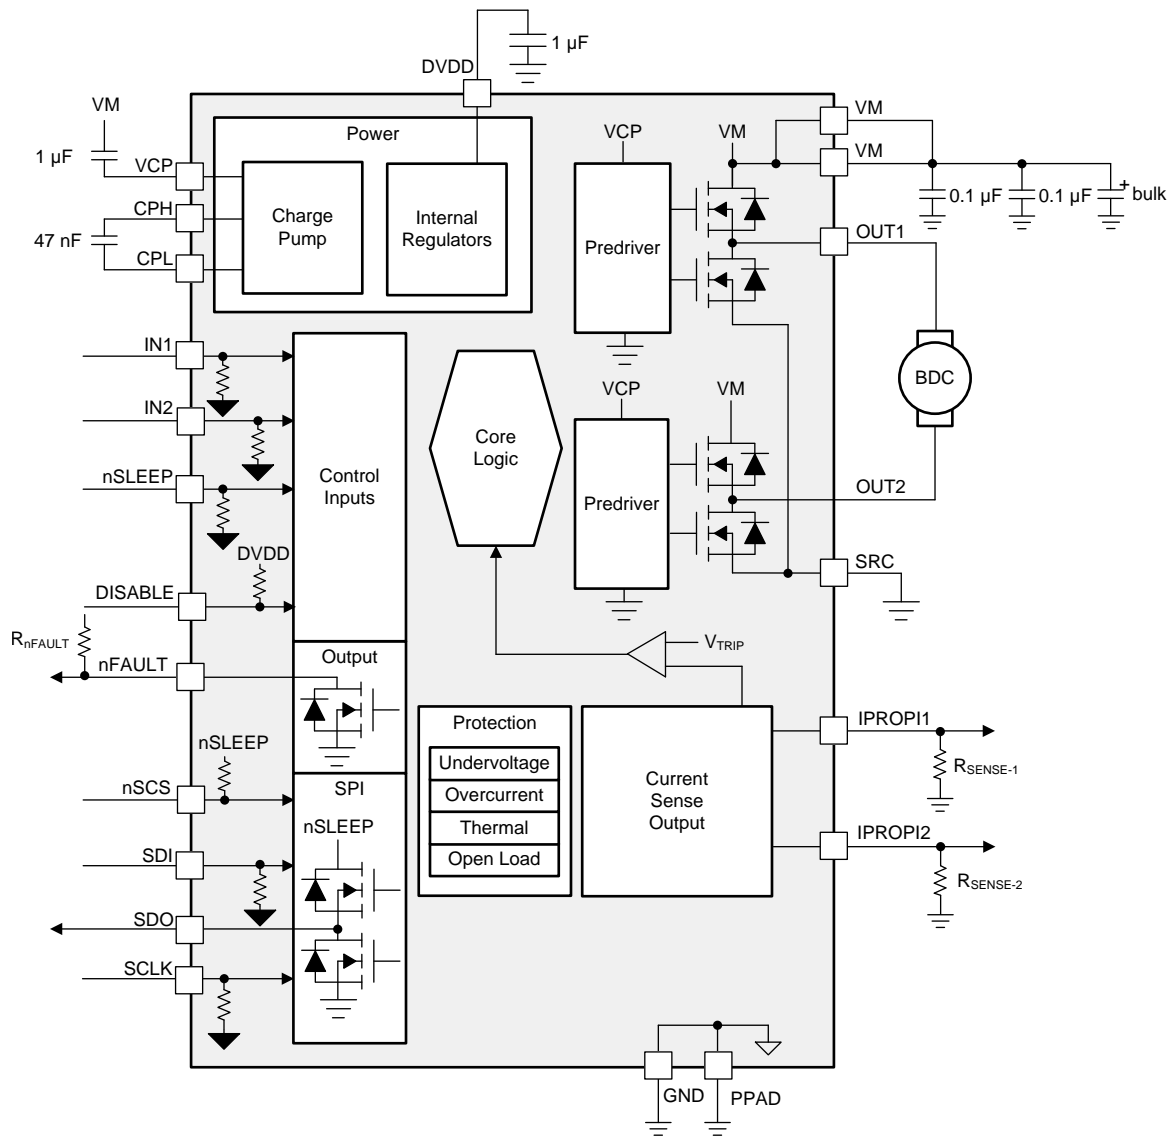 1 µF
DVDD
VM
1 µF
VCP
CPH
47 nF
CPL
Power
Charge
Pump
Internal
Regulators
VCP
VM
Predriver
VM
VM
0.1 µF
0.1 µF
+
bulk
OUT1
BDC
IN1
IN2
nSLEEP
DVDD
DISABLE
RnFAULT
nFAULT
Control
Inputs
Core
Logic
VCP
VM
Predriver
OUT2
SRC
Output
VTRIP
nSLEEP
nSCS
SDI
SDO
SCLK
SPI
nSLEEP
Protection
Undervoltage
Overcurrent
Thermal
Open Load
Current
Sense
Output
IPROPI1
RSENSE-1
IPROPI2
RSENSE-2
GND
PPAD